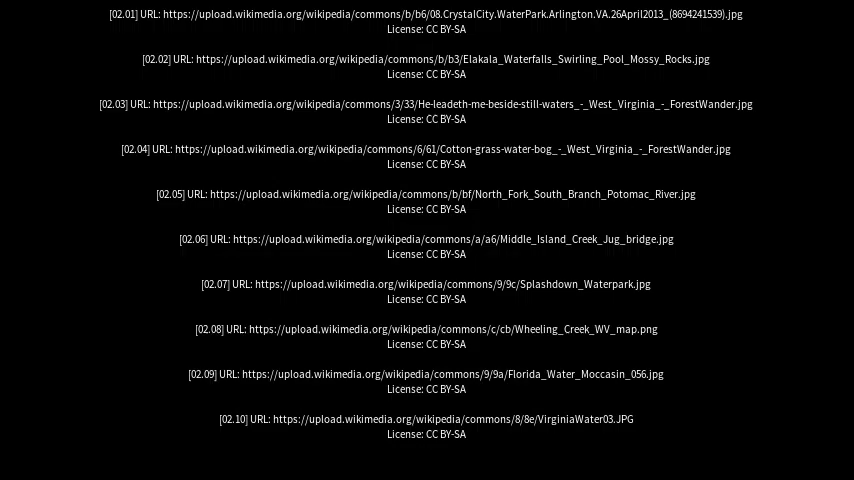 [02.01] URL: https://upload.wikimedia.org/wikipedia/commons/b/b6/08.CrystalCity.WaterPark.Arlington.VA.26April2013_(8694241539).jpg
License: CC BY-SA
[02.02] URL: https://upload.wikimedia.org/wikipedia/commons/b/b3/Elakala_Waterfalls_Swirling_Pool_Mossy_Rocks.jpg
License: CC BY-SA
[02.03] URL: https://upload.wikimedia.org/wikipedia/commons/3/33/He-leadeth-me-beside-still-waters_-_West_Virginia_-_ForestWander.jpg
License: CC BY-SA
[02.04] URL: https://upload.wikimedia.org/wikipedia/commons/6/61/Cotton-grass-water-bog_-_West_Virginia_-_ForestWander.jpg
License: CC BY-SA
[02.05] URL: https://upload.wikimedia.org/wikipedia/commons/b/bf/North_Fork_South_Branch_Potomac_River.jpg
License: CC BY-SA
[02.06] URL: https://upload.wikimedia.org/wikipedia/commons/a/a6/Middle_Island_Creek_Jug_bridge.jpg
License: CC BY-SA
[02.07] URL: https://upload.wikimedia.org/wikipedia/commons/9/9c/Splashdown_Waterpark.jpg
License: CC BY-SA
[02.08] URL: https://upload.wikimedia.org/wikipedia/commons/c/cb/Wheeling_Creek_WV_map.png
License: CC BY-SA
[02.09] URL: https://upload.wikimedia.org/wikipedia/commons/9/9a/Florida_Water_Moccasin_056.jpg
License: CC BY-SA
[02.10] URL: https://upload.wikimedia.org/wikipedia/commons/8/8e/VirginiaWater03.JPG
License: CC BY-SA